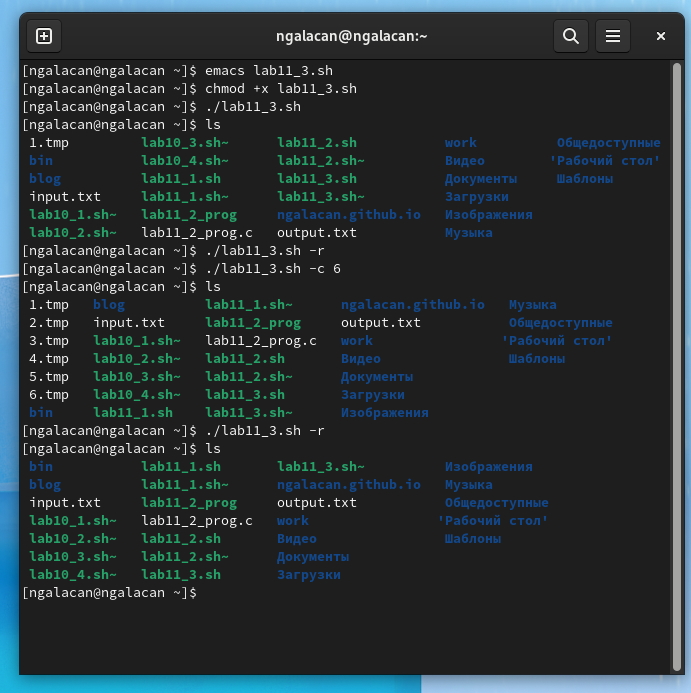 ngalacan@ngalacan:~
[ngalacan@ngalacan ~]$ emacs lab11_3.sh
[ngalacan@ngalacan ~]$ chmod +x lab11_3.sh
[ngalacan@ngalacan ~]$ ./lab11_3.sh
[ngalacan@ngalacan ~]$ ls
1.tmp lab10_3.sh~ lab11_2.sh work Общедоступные
bin lab10_4.sh~ lab11_2.sh~ Видео 'Рабочий стол'
blog lab11_1.sh lab11_3.sh Документы Шаблоны
input.txt lab11_1.sh~ lab11_3.sh~ Загрузки
lab10_1.sh~ lab11_2_prog ngalacan.github.io Изображения
lab10_2.sh~ lab11_2_prog.c output.txt Музыка
[ngalacan@ngalacan ~]$ ./lab11_3.sh -r
[ngalacan@ngalacan ~]$ ./lab11_3.sh -c 6
[ngalacan@ngalacan ~]$ ls
1.tmp blog lab11_1.sh~ ngalacan.github.io Музыка
2.tmp input.txt lab11_2_prog output.txt Общедоступные
3.tmp lab10_1.sh~ lab11_2_prog.c work 'Рабочий стол'
4.tmp lab10_2.sh~ lab11_2.sh Видео Шаблоны
5.tmp lab10_3.sh~ lab11_2.sh~ Документы
6.tmp lab10_4.sh~ lab11_3.sh Загрузки
bin lab11_1.sh lab11_3.sh~ Изображения
[ngalacan@ngalacan ~]$ ./lab11_3.sh -r
[ngalacan@ngalacan ~]$ ls
bin lab11_1.sh lab11_3.sh~ Изображения
blog lab11_1.sh~ ngalacan.github.io Музыка
input.txt lab11_2_prog output.txt Общедоступные
lab10_1.sh~ lab11_2_prog.c work 'Рабочий стол'
lab10_2.sh~ lab11_2.sh Видео Шаблоны
lab10_3.sh~ lab11_2.sh~ Документы
lab10_4.sh~ lab11_3.sh Загрузки
[ngalacan@ngalacan ~]$